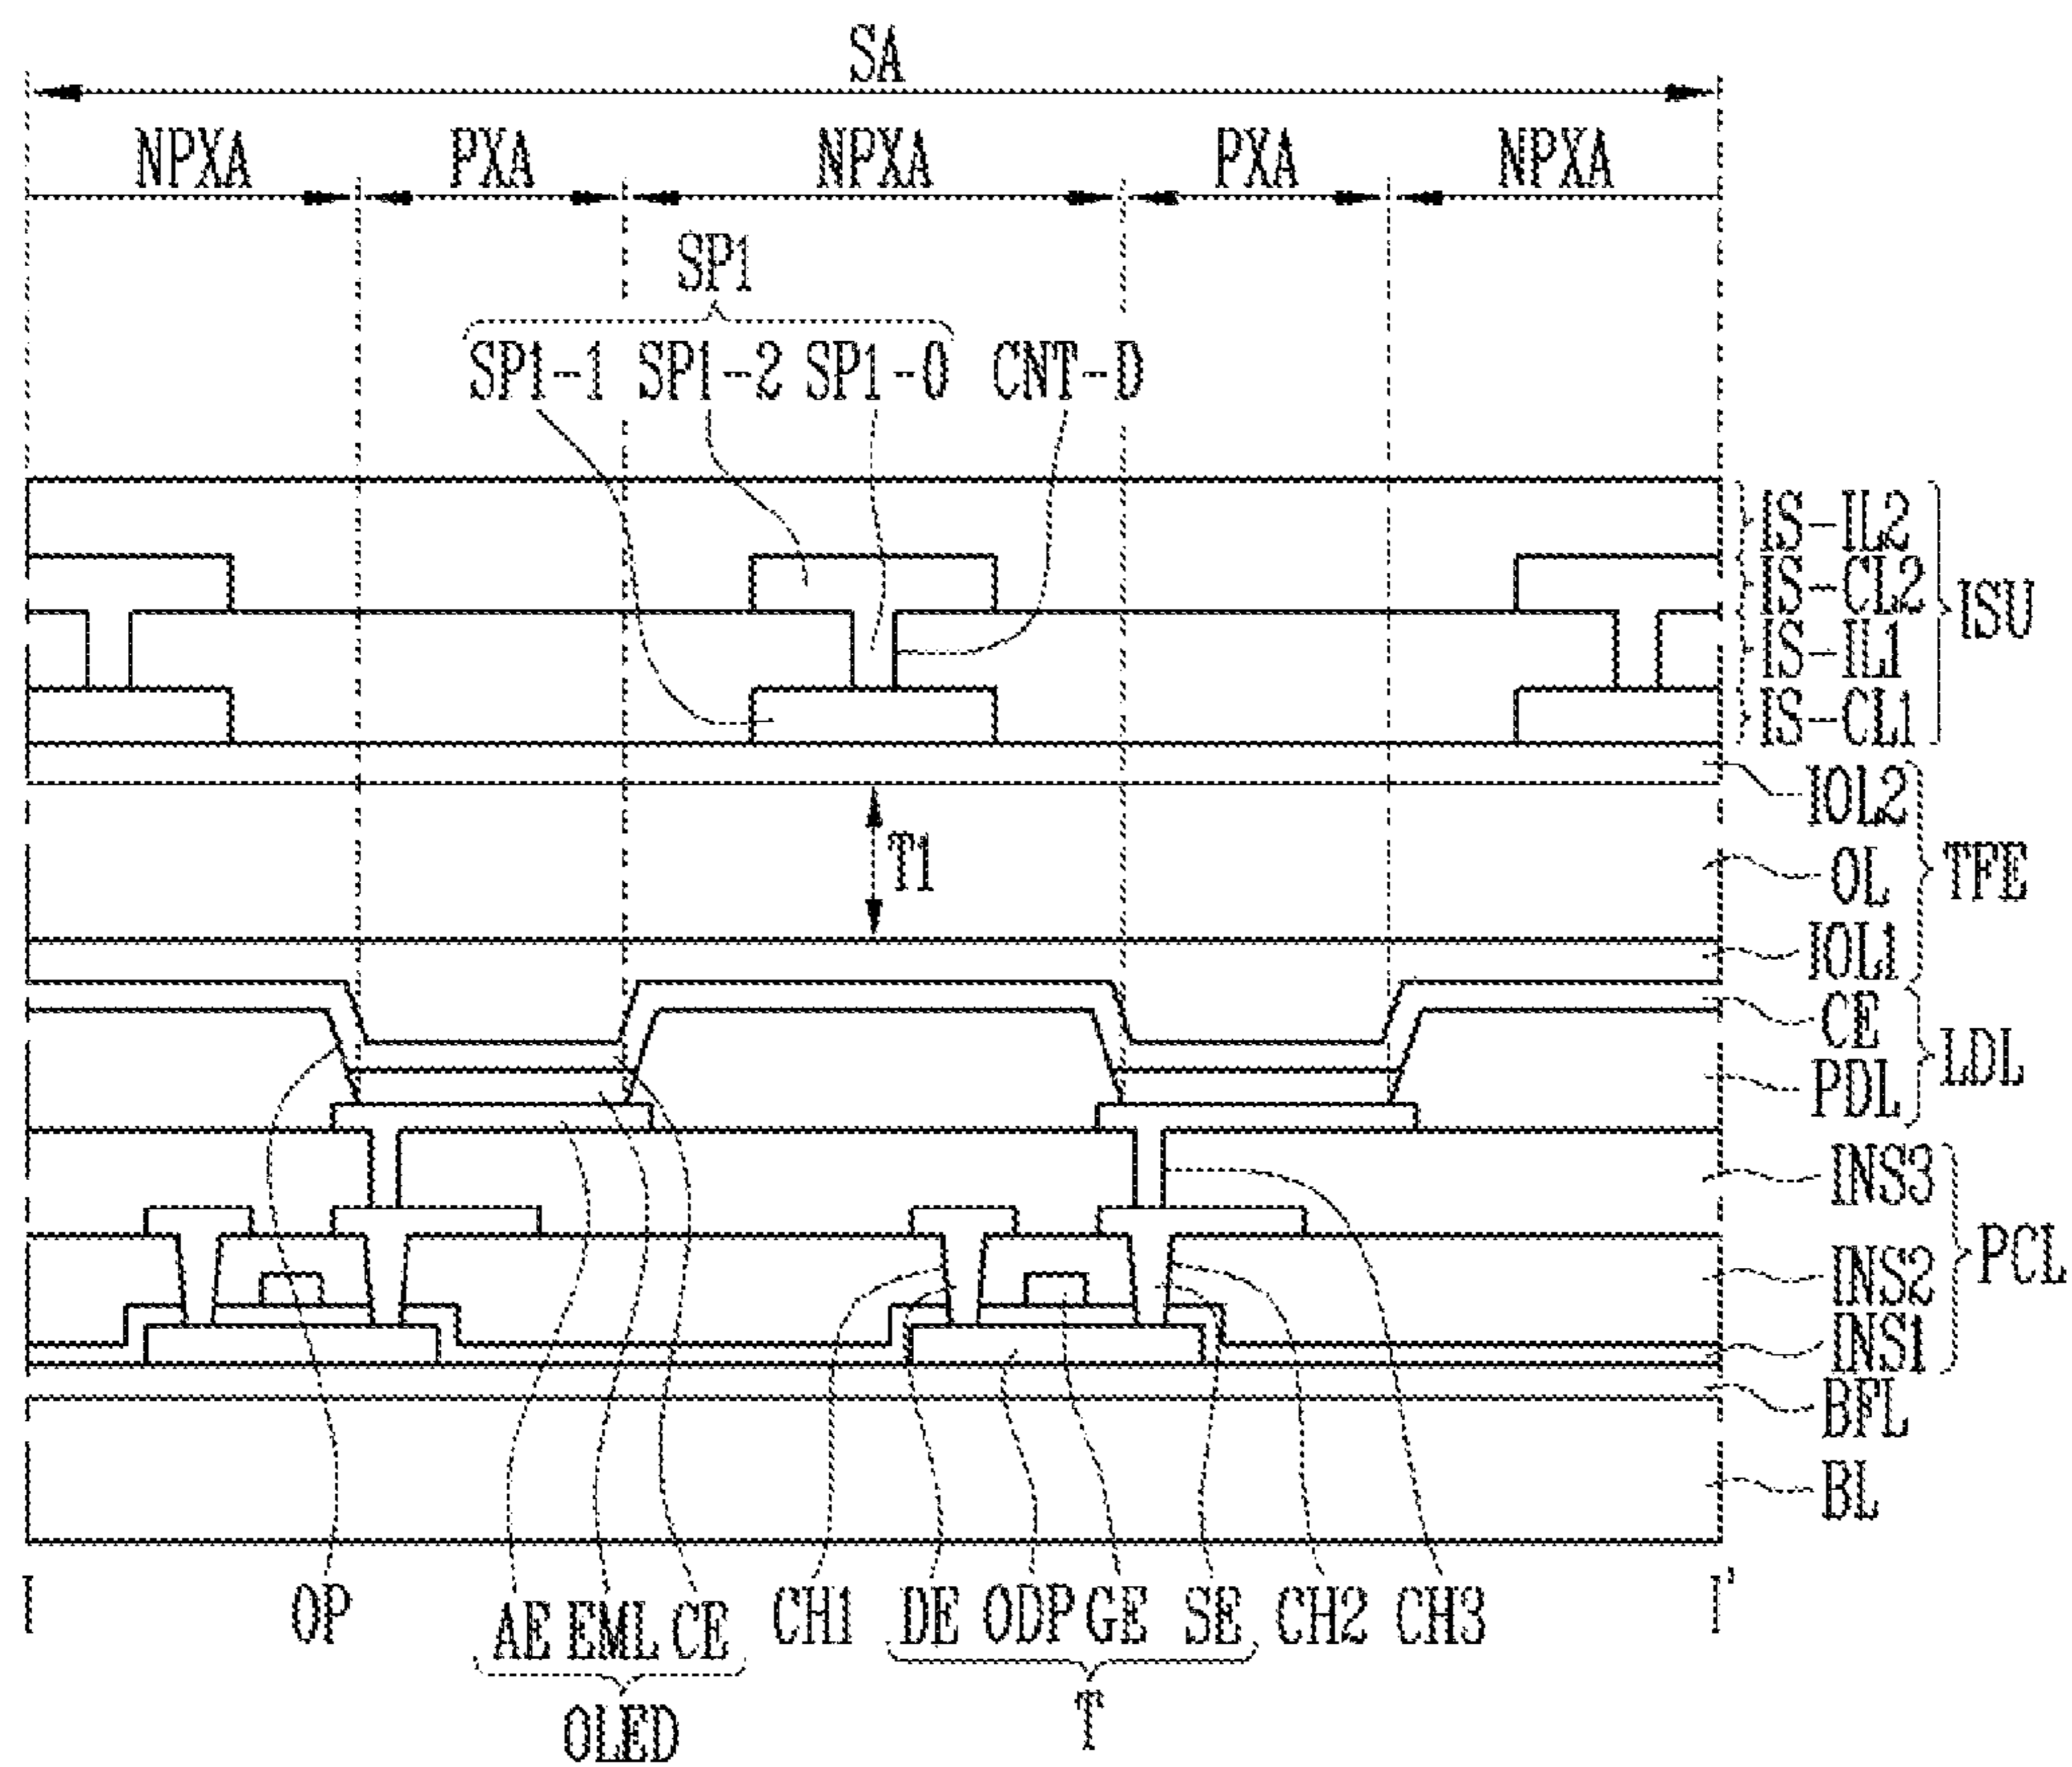 SA
NPXA PXA NPXA PXA NPXA
SP1
SP1-1 SP1-2 SP1-0 CNT-D
IS-IL2
IS-CL2
ISU
IS-IL1
IS-CL1
IOL2
T1
OL
TFE
IOL1
CE
LDL
PDL
INS3
PCL
INS2
INS1
BFL
BL
I I'
OP AE EML CE CH1 DE ODP GE SE CH2 CH3
OLED T